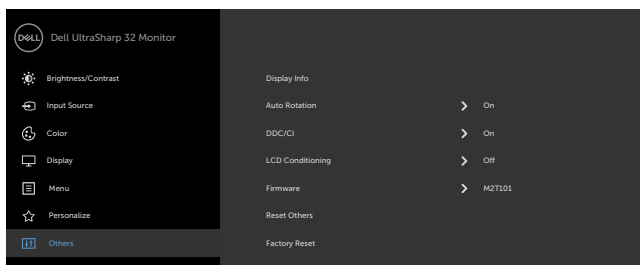 DELL Dell UltraSharp 32 Monitor
Brightness/Contrast Display Info
Input Source Auto Rotation On
Color DDC/CI On
Display LCD Conditioning Off
Menu Firmware M2T101
Personalize Reset Others
Others Factory Reset